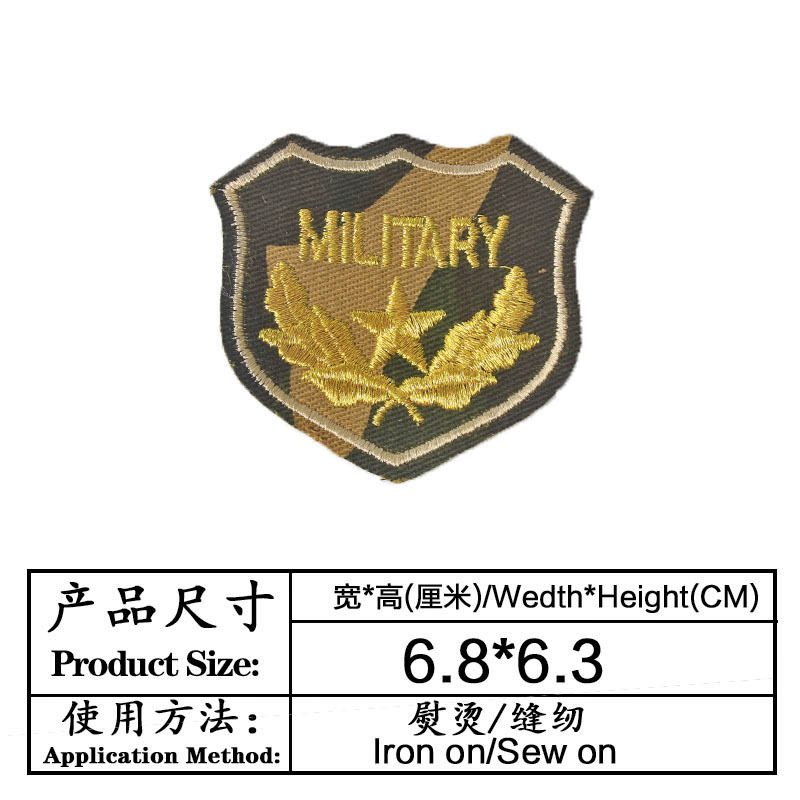 MILITARY
产品尺寸
Product Size:
宽*高(厘米)/Wedth*Height(CM)
6.8*6.3
使用方法:
Application Method:
熨烫/缝纫
Iron on/Sew on